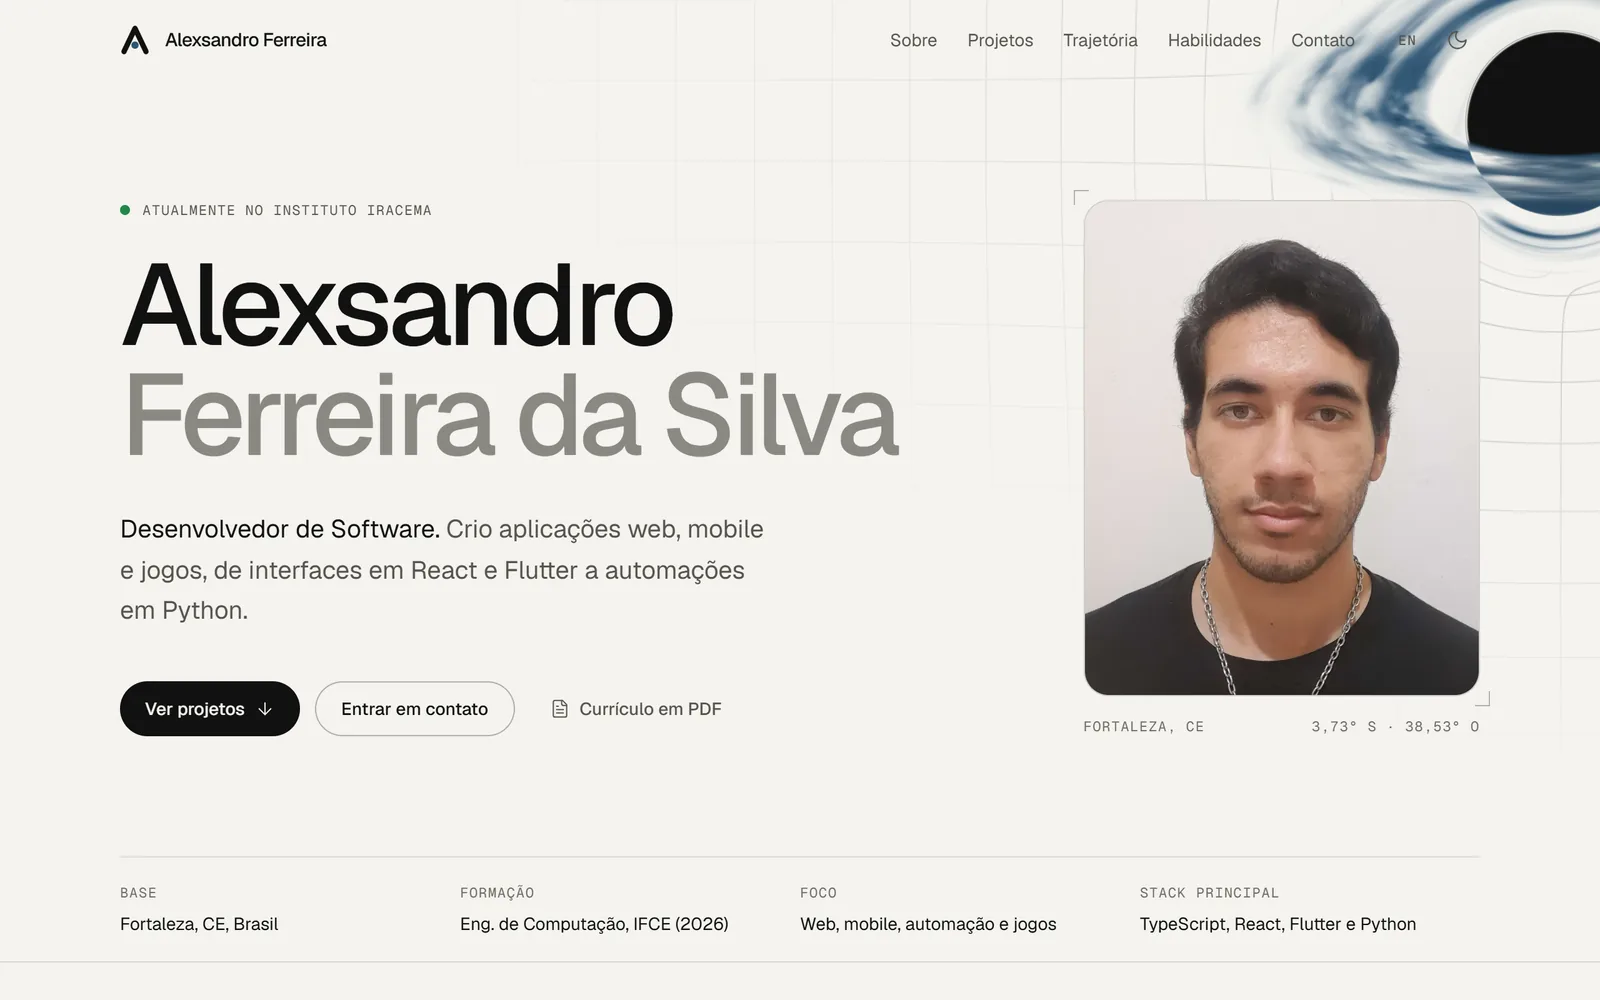 Alexsandro Ferreira
Sobre Projetos Trajetória Habilidades Contato EN
ATUALMENTE NO INSTITUTO IRACEMA
Alexsandro
Ferreira da Silva
Desenvolvedor de Software. Crio aplicações web, mobile
e jogos, de interfaces em React e Flutter a automações
em Python.
Ver projetos ↓
Entrar em contato
Currículo em PDF
FORTALEZA, CE
3,73° S · 38,53° O
BASE
Fortaleza, CE, Brasil
FORMAÇÃO
Eng. de Computação, IFCE (2026)
FOCO
Web, mobile, automação e jogos
STACK PRINCIPAL
TypeScript, React, Flutter e Python